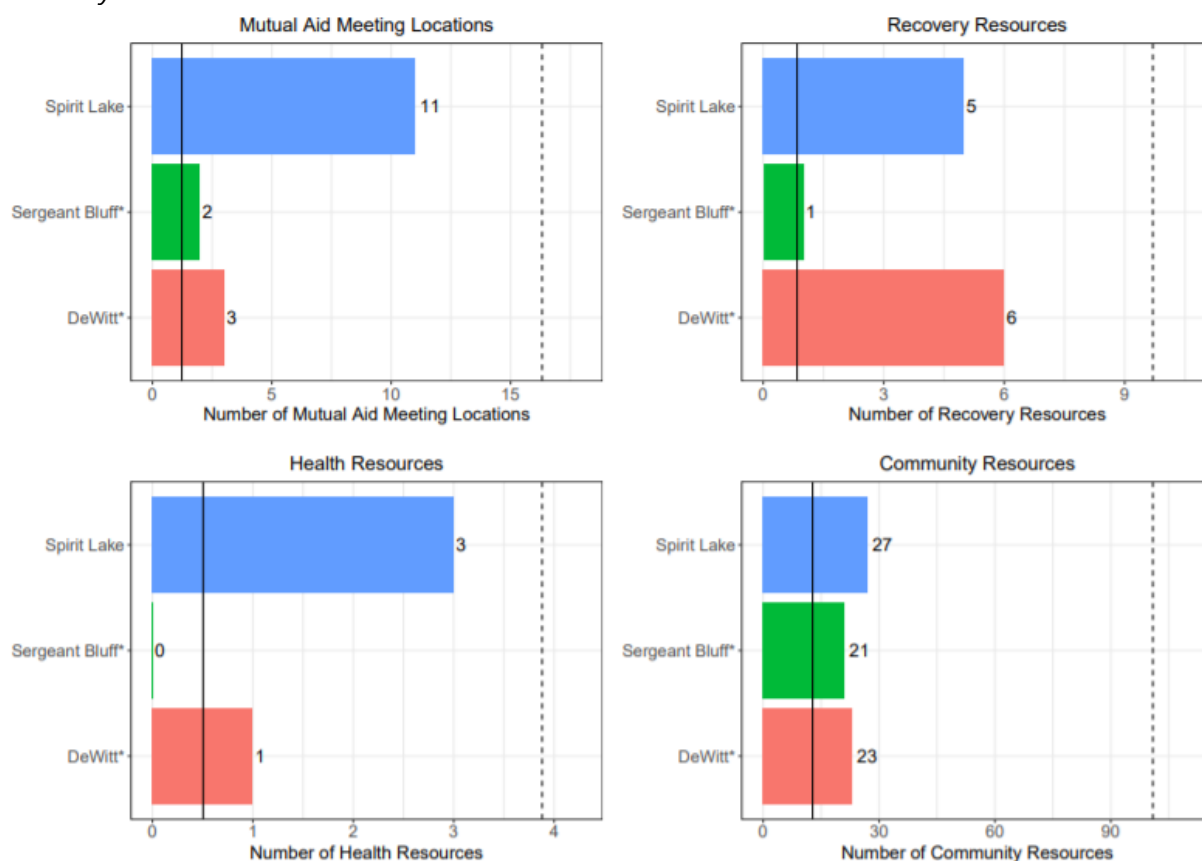 Mutual Aid Meeting Locations
Spirit Lake
11
Sergeant Bluff*
2
DeWitt*
3
0 5 10 15
Number of Mutual Aid Meeting Locations
Recovery Resources
Spirit Lake
5
Sergeant Bluff*
1
DeWitt*
6
0 3 6 9
Number of Recovery Resources
Health Resources
Spirit Lake
3
Sergeant Bluff*
0
DeWitt*
1
0 1 3 4
Number of Health Resources
Community Resources
Spirit Lake
27
Sergeant Bluff*
21
DeWitt*
23
0 30 60 90
Number of Community Resources